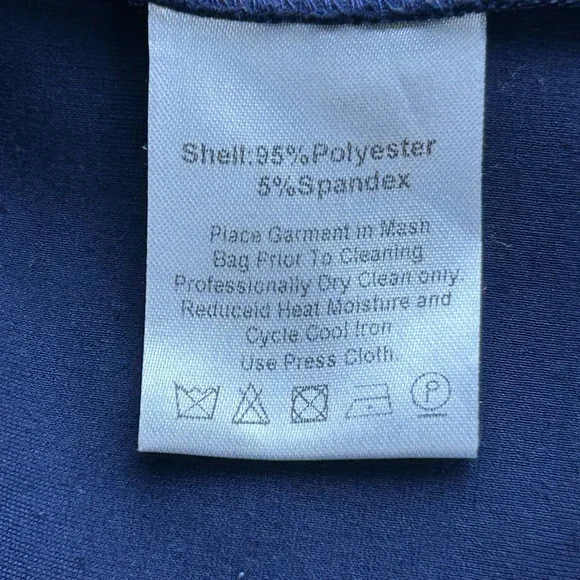 Shell:95%Polyester
5%Spandex
Place Garment in Mash
Bag Prior To Cleaning
Professionally Dry Clean only
Reduceid Heat Moisture and
Cycle.Cool Iron
Use Press Cloth.
P